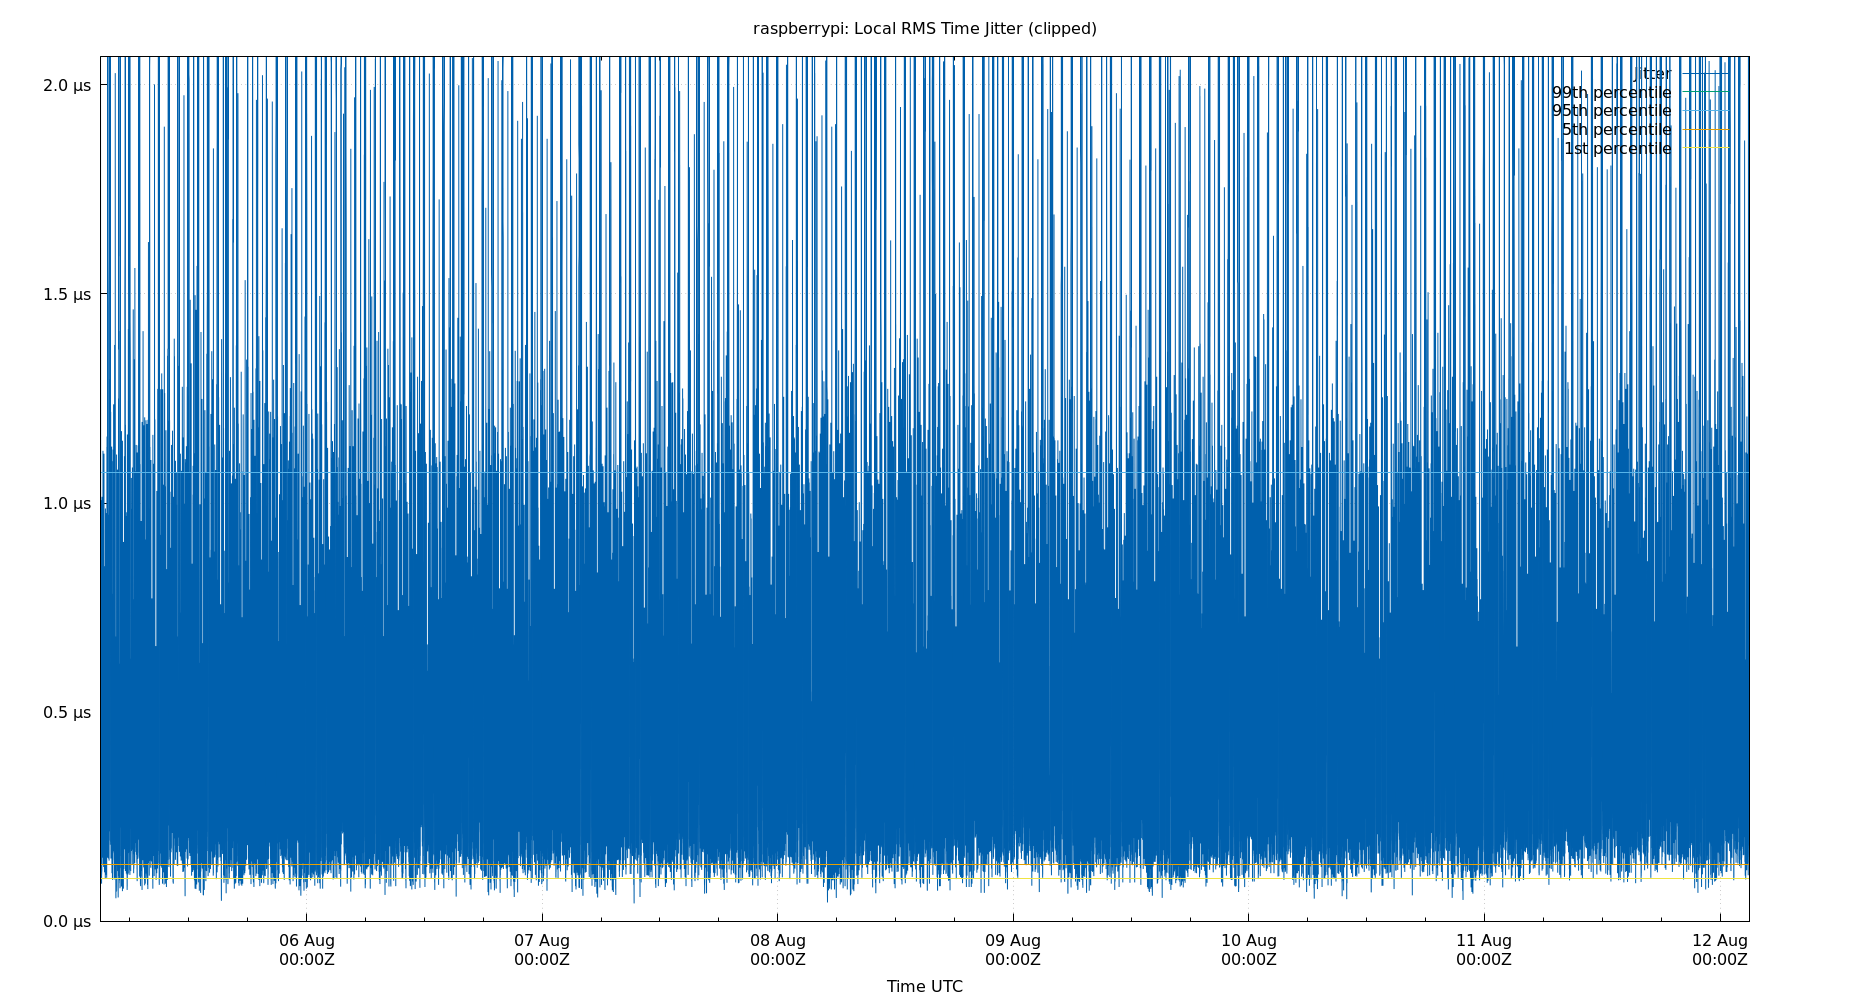 raspberrypi: Local RMS Time Jitter (clipped)
jitter
99th percentile
95th percentile
5th percentile
1st percentile
2.0 µs
1.5 µs
1.0 µs
0.5 µs
0.0 µs
06 Aug
00:00Z
07 Aug
00:00Z
08 Aug
00:00Z
09 Aug
00:00Z
10 Aug
00:00Z
11 Aug
00:00Z
12 Aug
00:00Z
Time UTC